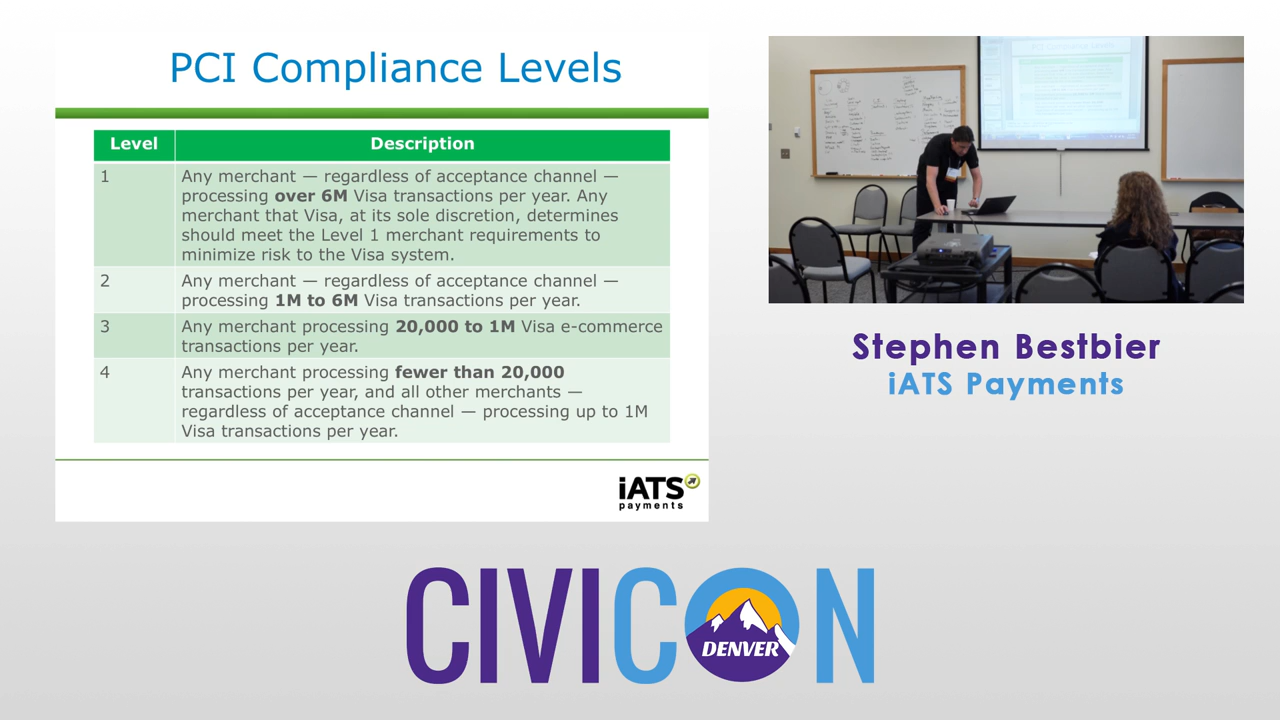 PCI Compliance Levels
Level Description
1 Any merchant — regardless of acceptance channel —
processing over 6M Visa transactions per year. Any
merchant that Visa, at its sole discretion, determines
should meet the Level 1 merchant requirements to
minimize risk to the Visa system.
2 Any merchant — regardless of acceptance channel —
processing 1M to 6M Visa transactions per year.
3 Any merchant processing 20,000 to 1M Visa e-commerce
transactions per year.
4 Any merchant processing fewer than 20,000
transactions per year, and all other merchants —
regardless of acceptance channel — processing up to 1M
Visa transactions per year.
iATS
payments
PCI Compliance Levels
Stephen Bestbier
iATS Payments
CIVICON
DENVER